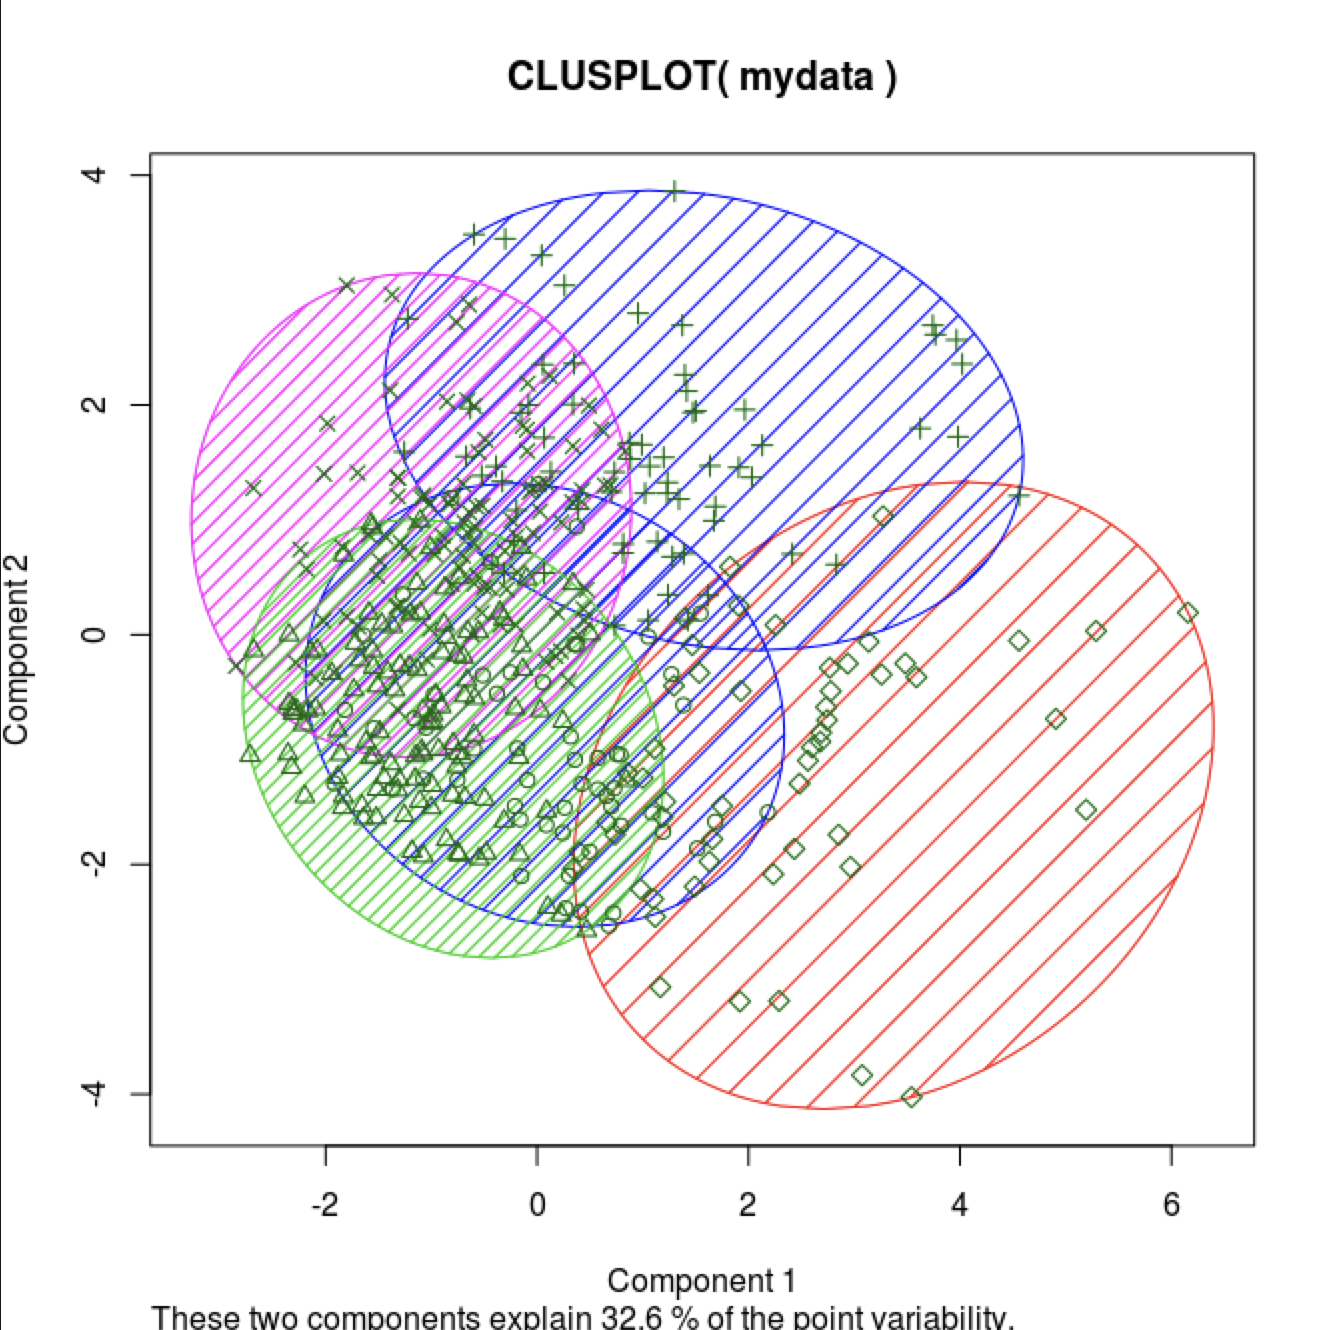 CLUSPLOT( mydata )
4
2
0
-2
-4
Component 2
-2
0
2
4
6
Component 1
These two components explain 32.6 % of the point variability.